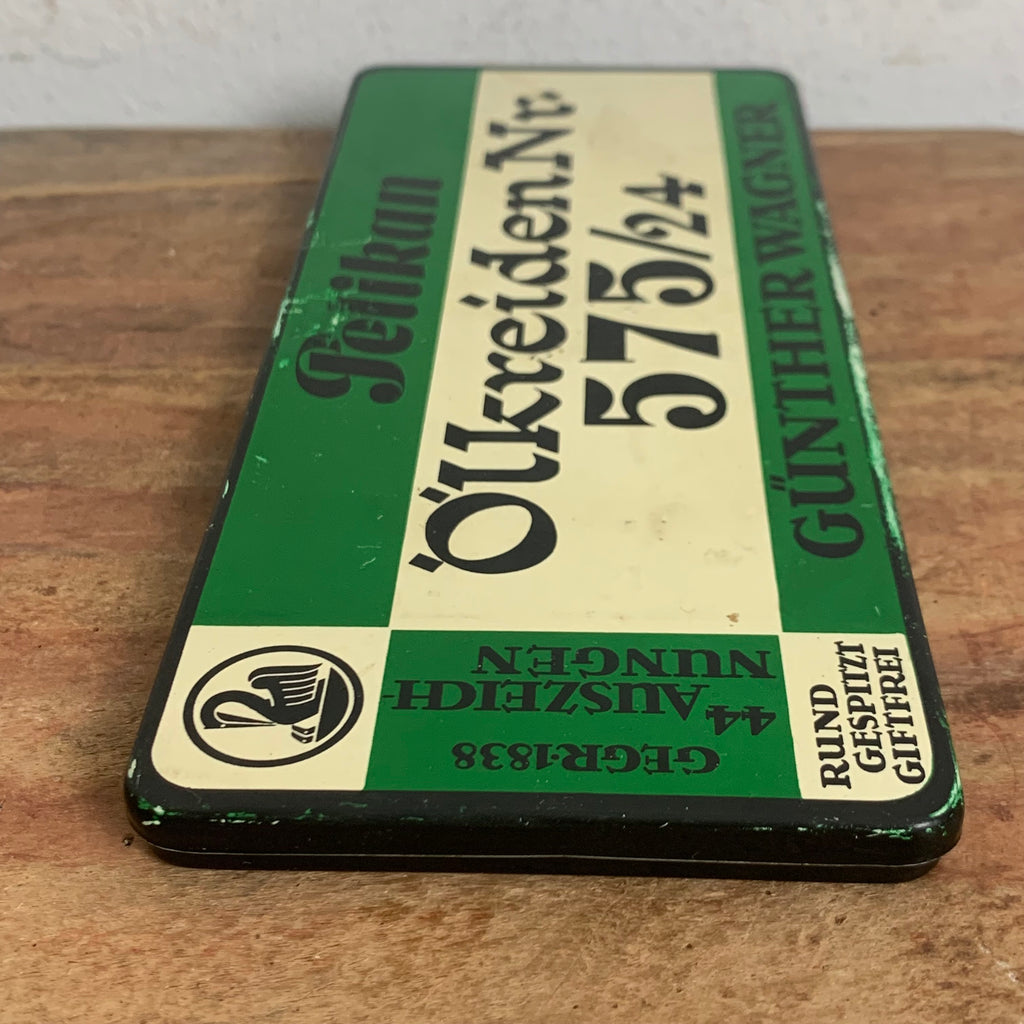 Pelikan
Ölkreiden Nr.
575/24
GÜNTHER WAGNER
GEGR·1838
44 AUSZEICH-
NUNGEN
RUND
GESPITZT
GIFTFREI